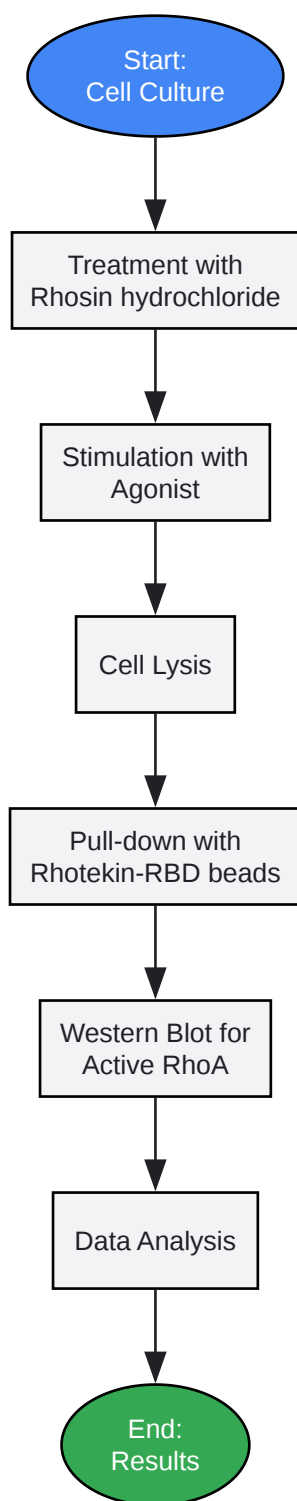 Start:
Cell Culture
Treatment with
Rhosin hydrochloride
Stimulation with
Agonist
Cell Lysis
Pull-down with
Rhotekin-RBD beads
Western Blot for
Active RhoA
Data Analysis
End:
Results